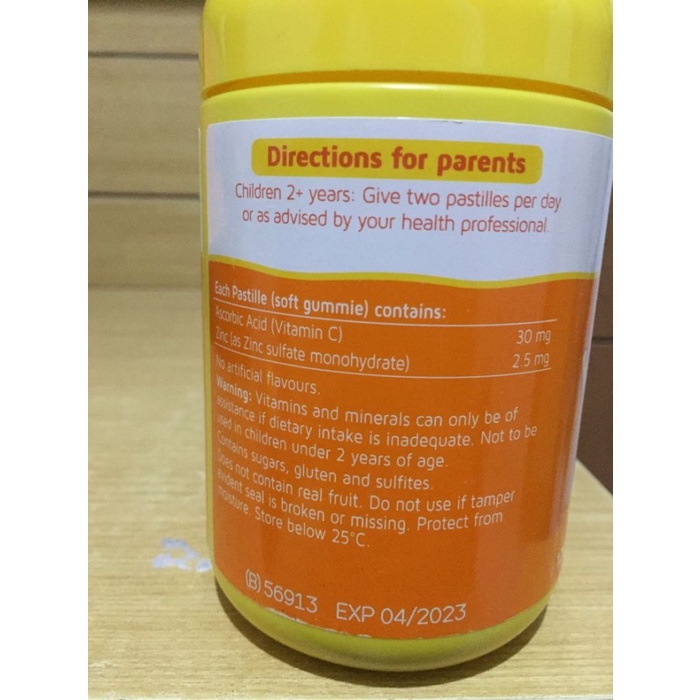 Directions for parents
Children 2+ years: Give two pastilles per day
or as advised by your health professional.
Each Pastille (soft gummie) contains:
Ascorbic Acid (Vitamin C) 30 mg
Zinc (as Zinc sulfate monohydrate) 2.5 mg
No artificial flavours.
Warning: Vitamins and minerals can only be of
assistance if dietary intake is inadequate. Not to be
used in children under 2 years of age.
Contains sugars, gluten and sulfites.
Does not contain real fruit. Do not use if tamper
evident seal is broken or missing. Protect from
moisture. Store below 25°C.
(B) 56913 EXP 04/2023